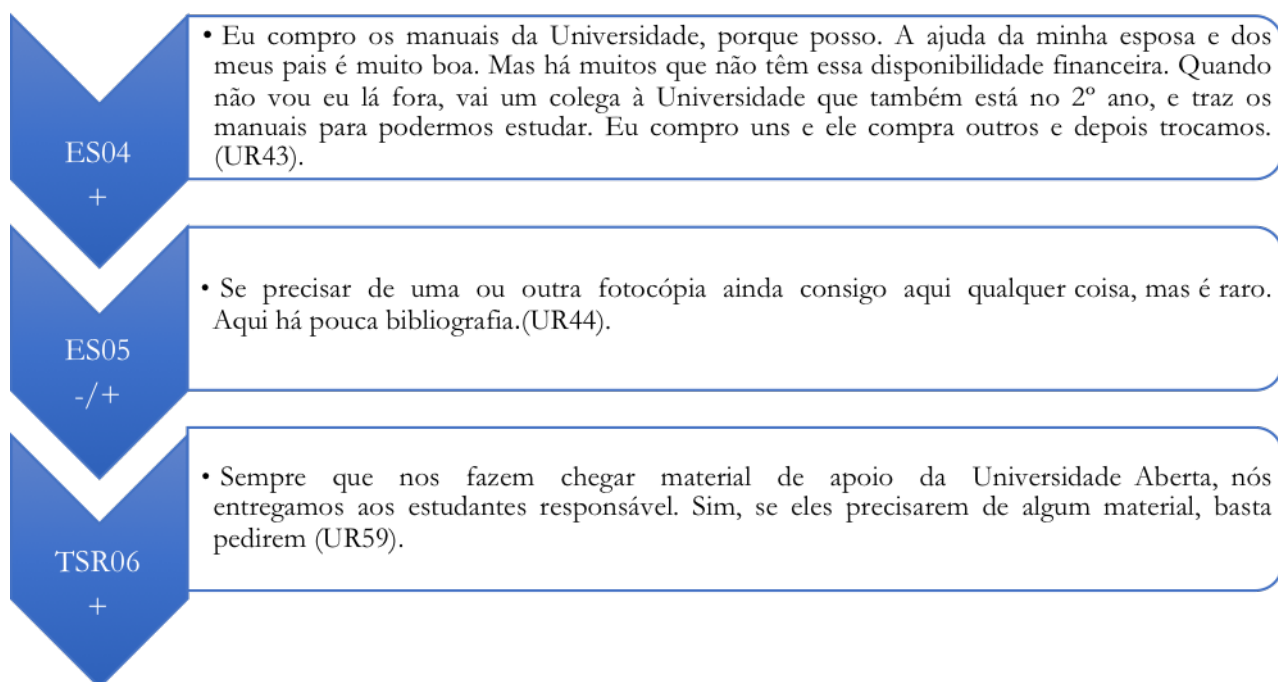 • Eu compro os manuais da Universidade, porque posso. A ajuda da minha esposa e dos
meus pais é muito boa. Mas há muitos que não têm essa disponibilidade financeira. Quando
não vou eu lá fora, vai um colega à Universidade que também está no 2º ano, e traz os
manuais para podermos estudar. Eu compro uns e ele compra outros e depois trocamos.
(UR43).
ES04
+
• Se precisar de uma ou outra fotocópia ainda consigo aqui qualquer coisa, mas é raro.
Aqui há pouca bibliografia.(UR44).
ES05
-/+
• Sempre que nos fazem chegar material de apoio da Universidade Aberta, nós
entregamos aos estudantes responsável. Sim, se eles precisarem de algum material, basta
pedirem (UR59).
TSR06
+